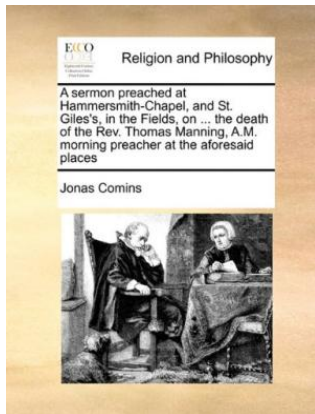 ECCO
Religion and Philosophy
A sermon preached at
Hammersmith-Chapel, and St.
Giles's, in the Fields, on ... the death
of the Rev. Thomas Manning, A.M.
morning preacher at the aforesaid
places
Jonas Comins